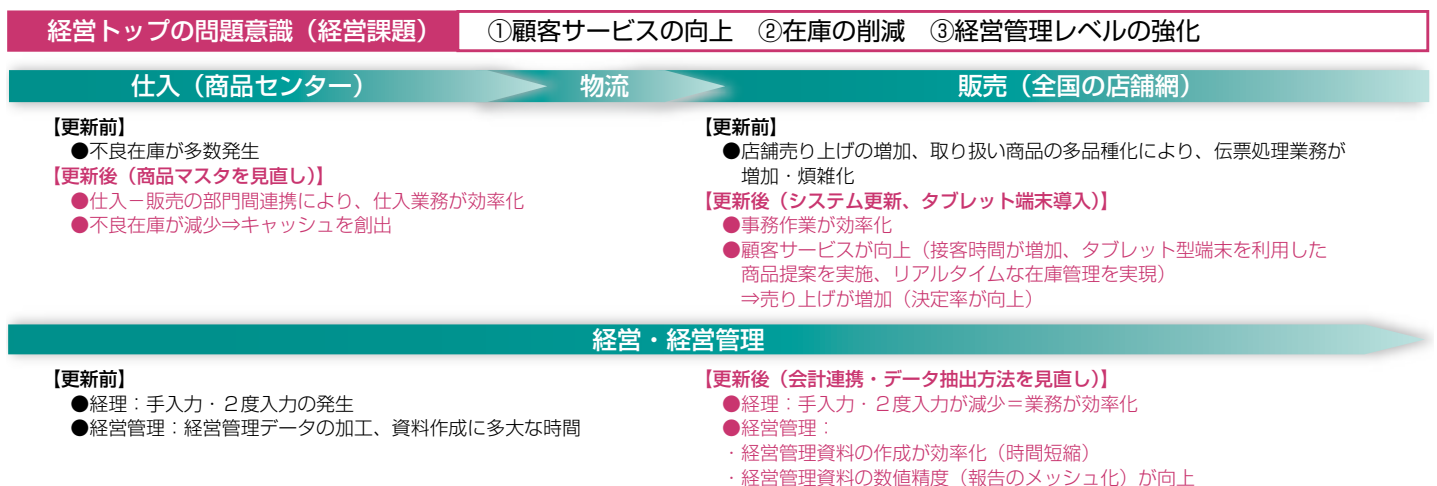 経営トップの問題意識（経営課題）
①顧客サービスの向上　②在庫の削減　③経営管理レベルの強化
仕入（商品センター）
物流
販売（全国の店舗網）
【更新前】
●不良在庫が多数発生
【更新後（商品マスタを見直し）】
●仕入－販売の部門間連携により、仕入業務が効率化
●不良在庫が減少⇒キャッシュを創出
【更新前】
●店舗売り上げの増加、取り扱い商品の多品種化により、伝票処理業務が
増加・煩雑化
【更新後（システム更新、タブレット端末導入）】
●事務作業が効率化
●顧客サービスが向上（接客時間が増加、タブレット型端末を利用した
商品提案を実施、リアルタイムな在庫管理を実現）
⇒売り上げが増加（決定率が向上）
経営・経営管理
【更新前】
●経理：手入力・２度入力の発生
●経営管理：経営管理データの加工、資料作成に多大な時間
【更新後（会計連携・データ抽出方法を見直し）】
●経理：手入力・２度入力が減少＝業務が効率化
●経営管理：
・経営管理資料の作成が効率化（時間短縮）
・経営管理資料の数値精度（報告のメッシュ化）が向上